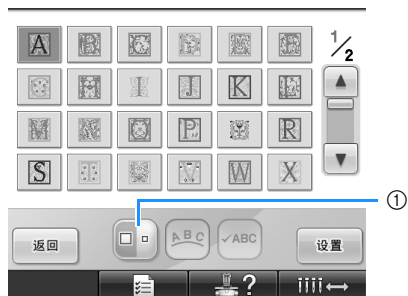 A B C D E F
1/2
G H I J K L
M N O P Q R
S T U V W X
①
返回
ABC
✓ABC
设置
?